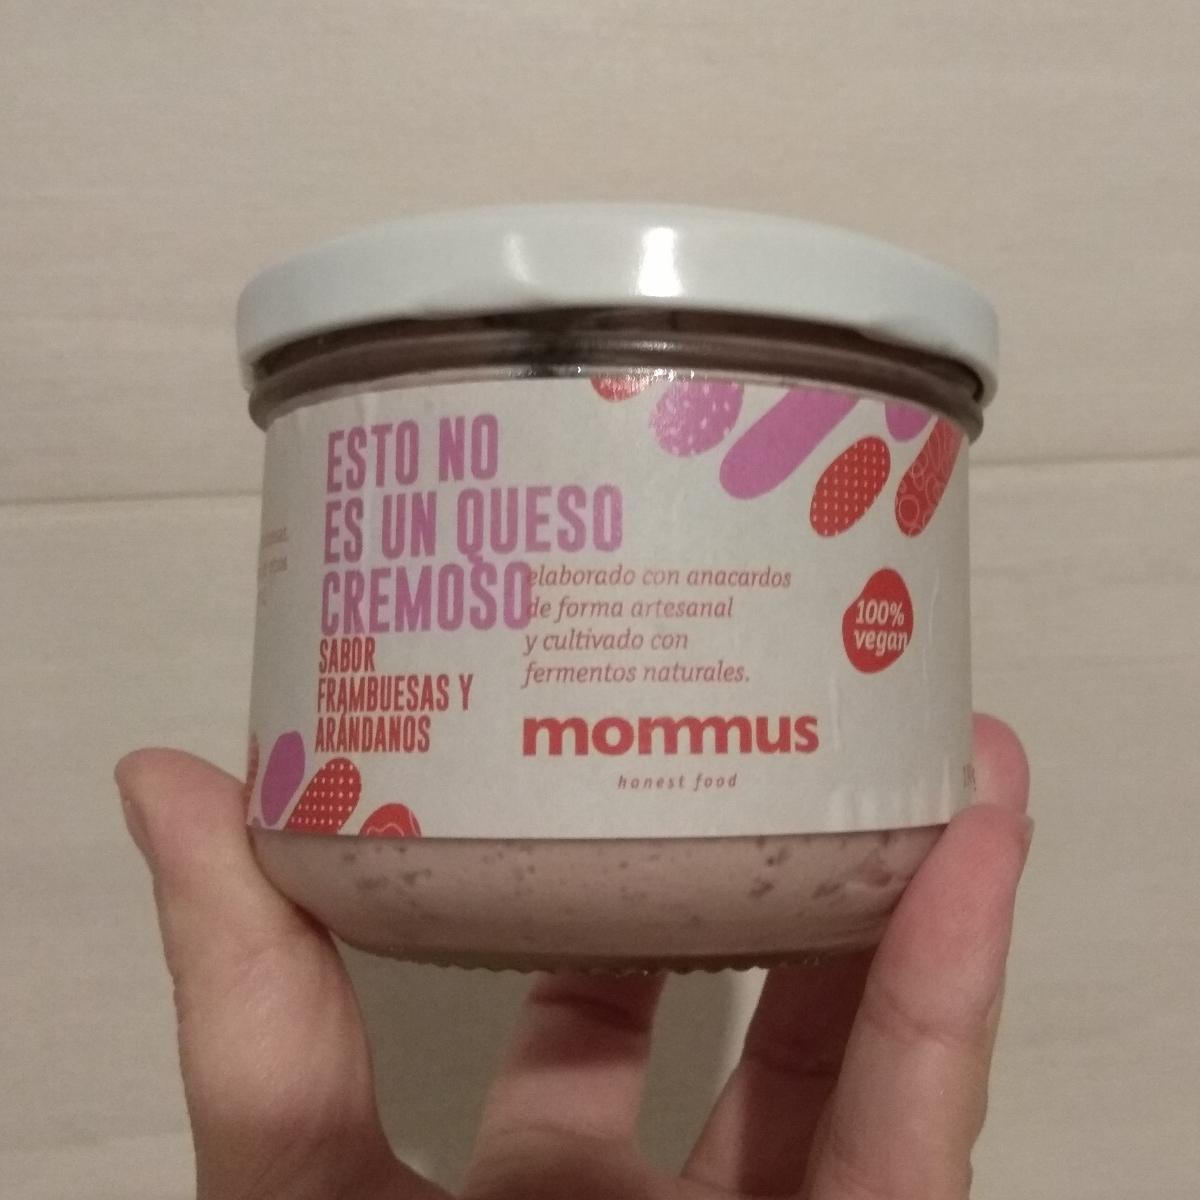 ESTO NO
ES UN QUESO
CREMOSO
SABOR
FRAMBUESAS Y
ARÁNDANOS
elaborado con anacardos
de forma artesanal
y cultivado con
fermentos naturales.
mommus
honest food
100%
vegan